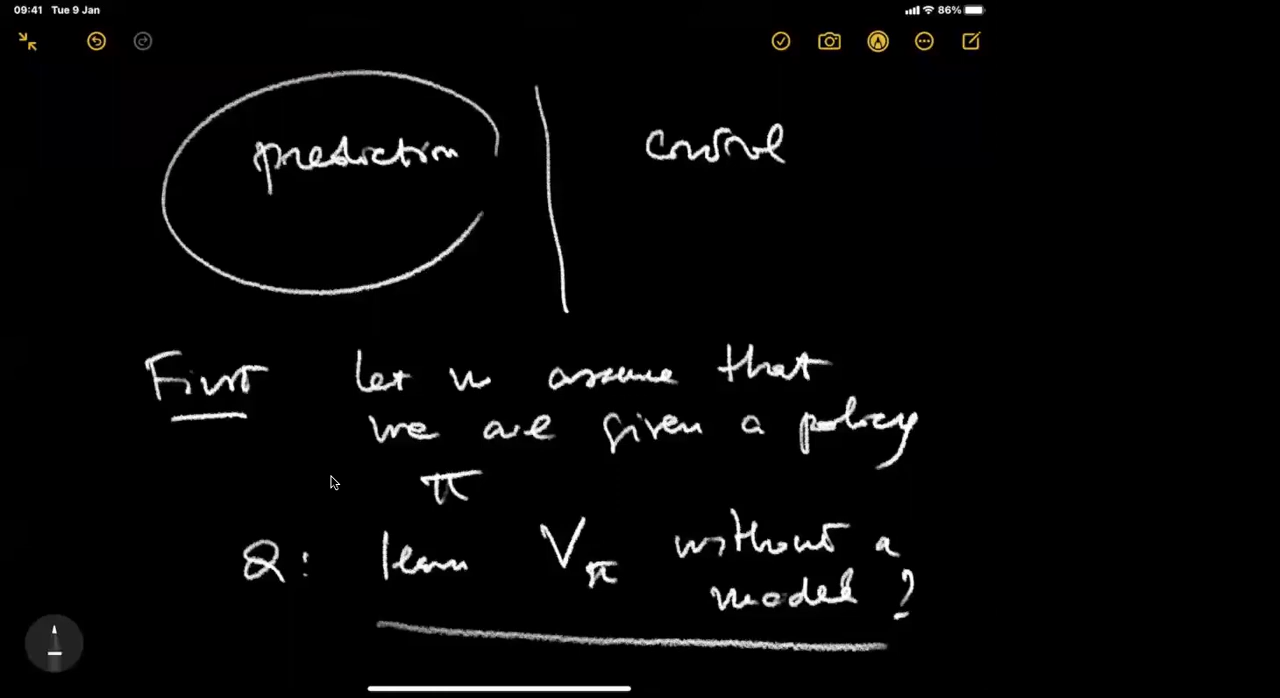 09:41 Tue 9 Jan 86%
prediction control
First let us assume that
we are given a policy
π
Q: learn V_π without a
model ?